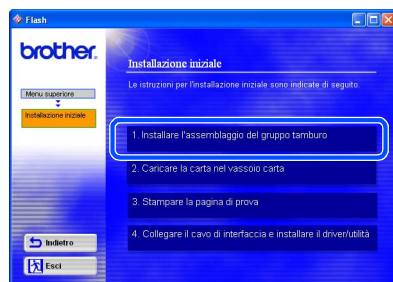 Flash
brother.
Menu superiore
Installazione iniziale
Installazione iniziale
Le istruzioni per l'installazione iniziale sono indicate di seguito.
1. Installare l'assemblaggio del gruppo tamburo
2. Caricare la carta nel vassoio carta
3. Stampare la pagina di prova
4. Collegare il cavo di interfaccia e installare il driver/utilità
Indietro
Esci